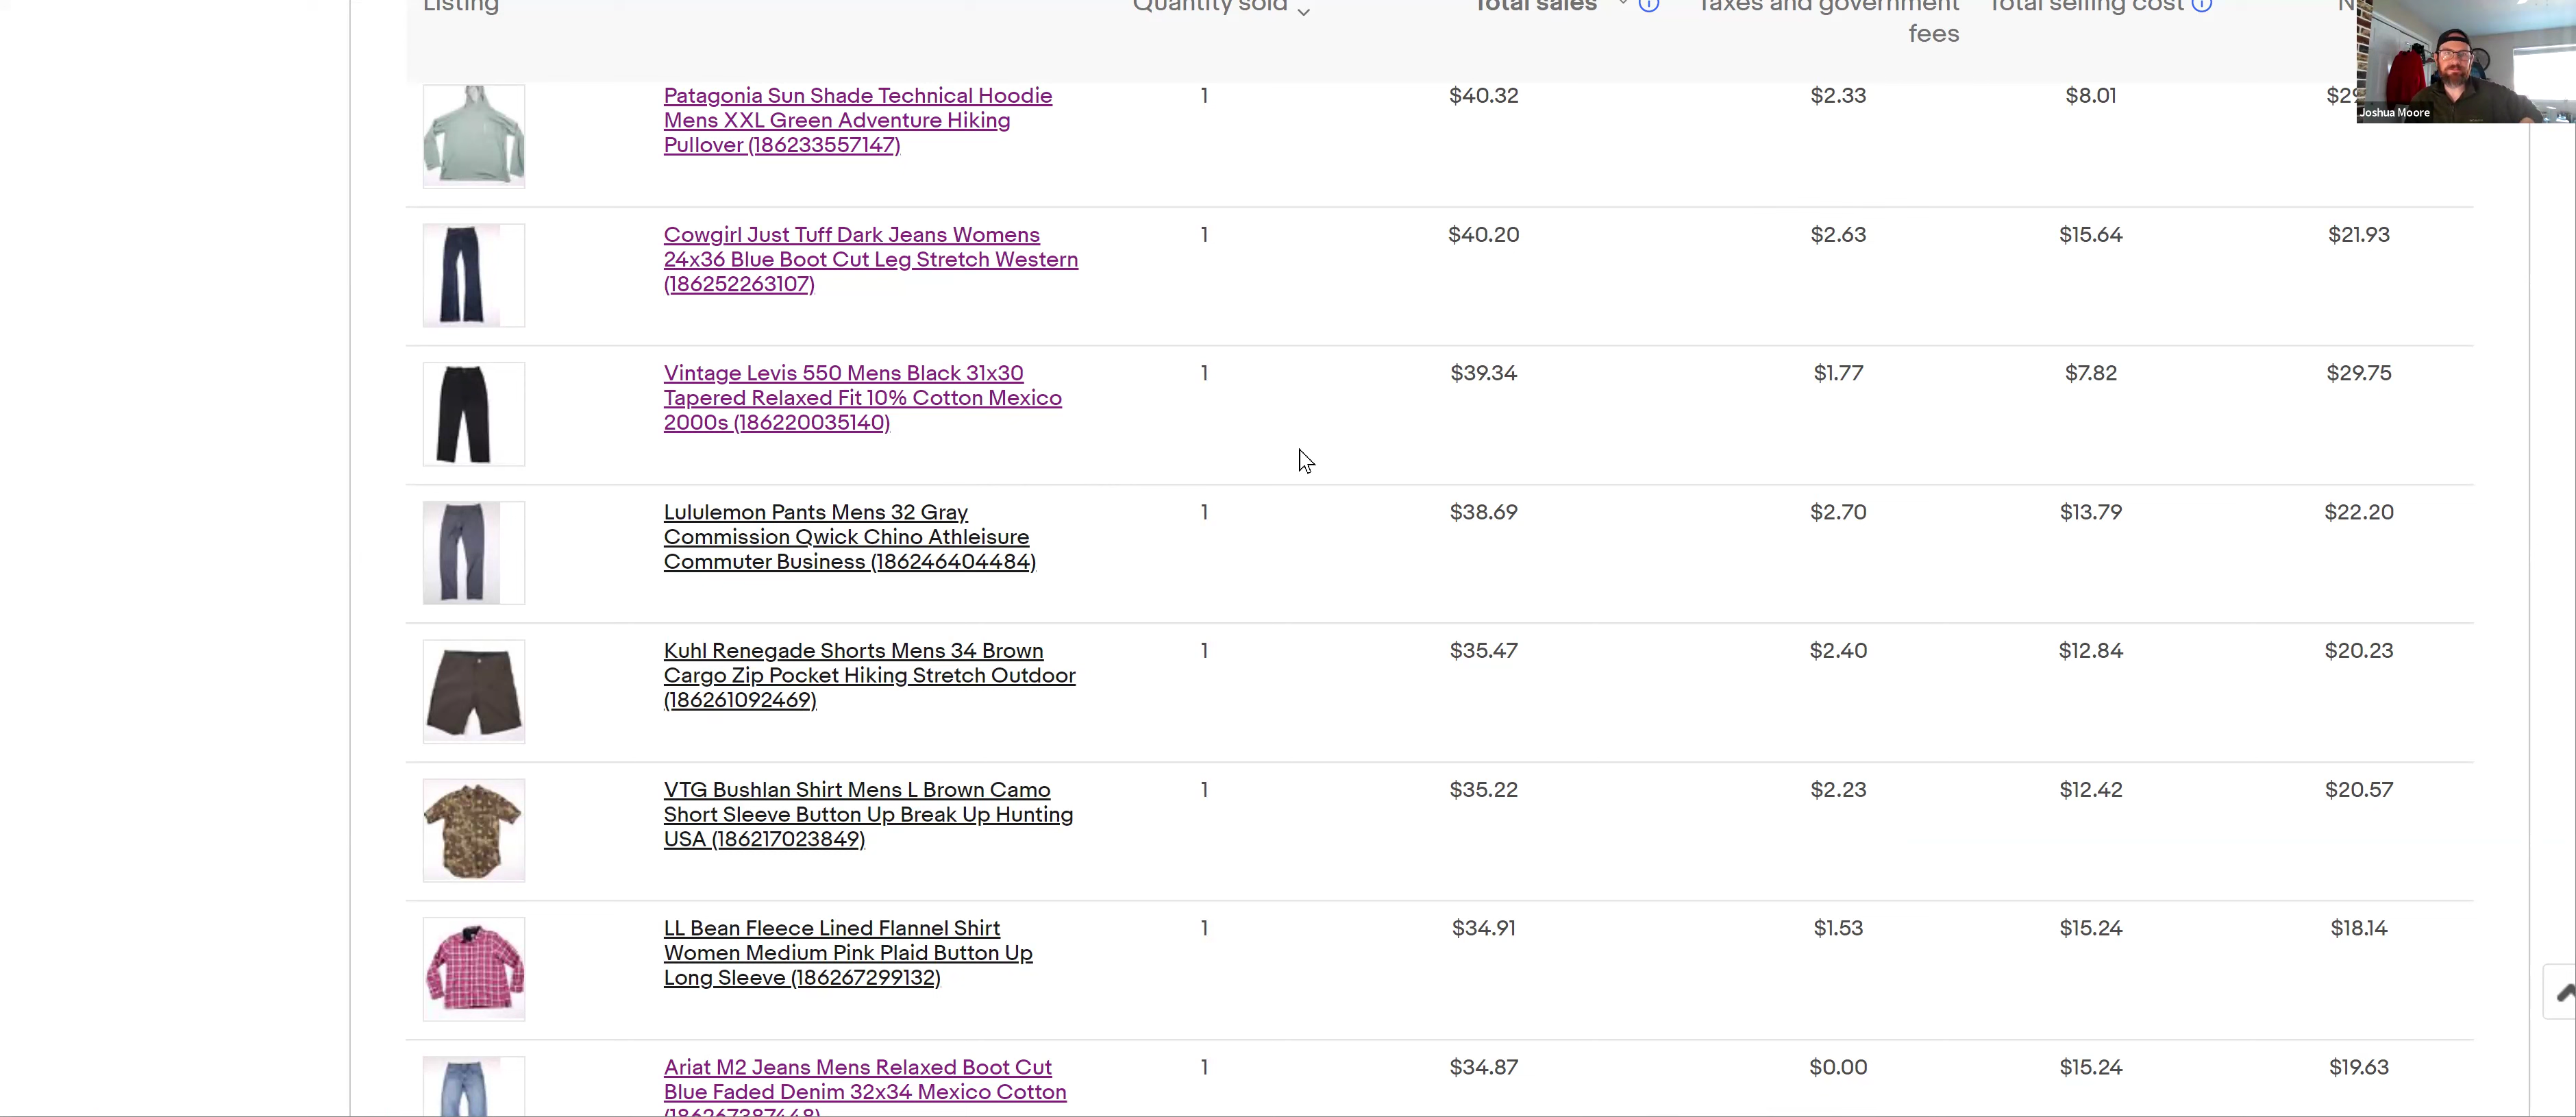 Listing Quantity sold Total sales Taxes and government Total selling cost
fees
Joshua Moore
Patagonia Sun Shade Technical Hoodie 1 $40.32 $2.33 $8.01
Mens XXL Green Adventure Hiking
Pullover (186233557147)
Cowgirl Just Tuff Dark Jeans Womens 1 $40.20 $2.63 $15.64 $21.93
24x36 Blue Boot Cut Leg Stretch Western
(186252263107)
Vintage Levis 550 Mens Black 31x30 1 $39.34 $1.77 $7.82 $29.75
Tapered Relaxed Fit 10% Cotton Mexico
2000s (186220035140)
Lululemon Pants Mens 32 Gray 1 $38.69 $2.70 $13.79 $22.20
Commission Qwick Chino Athleisure
Commuter Business (186246404484)
Kuhl Renegade Shorts Mens 34 Brown 1 $35.47 $2.40 $12.84 $20.23
Cargo Zip Pocket Hiking Stretch Outdoor
(186261092469)
VTG Bushlan Shirt Mens L Brown Camo 1 $35.22 $2.23 $12.42 $20.57
Short Sleeve Button Up Break Up Hunting
USA (186217023849)
LL Bean Fleece Lined Flannel Shirt 1 $34.91 $1.53 $15.24 $18.14
Women Medium Pink Plaid Button Up
Long Sleeve (186267299132)
Ariat M2 Jeans Mens Relaxed Boot Cut 1 $34.87 $0.00 $15.24 $19.63
Blue Faded Denim 32x34 Mexico Cotton
(186267387448)